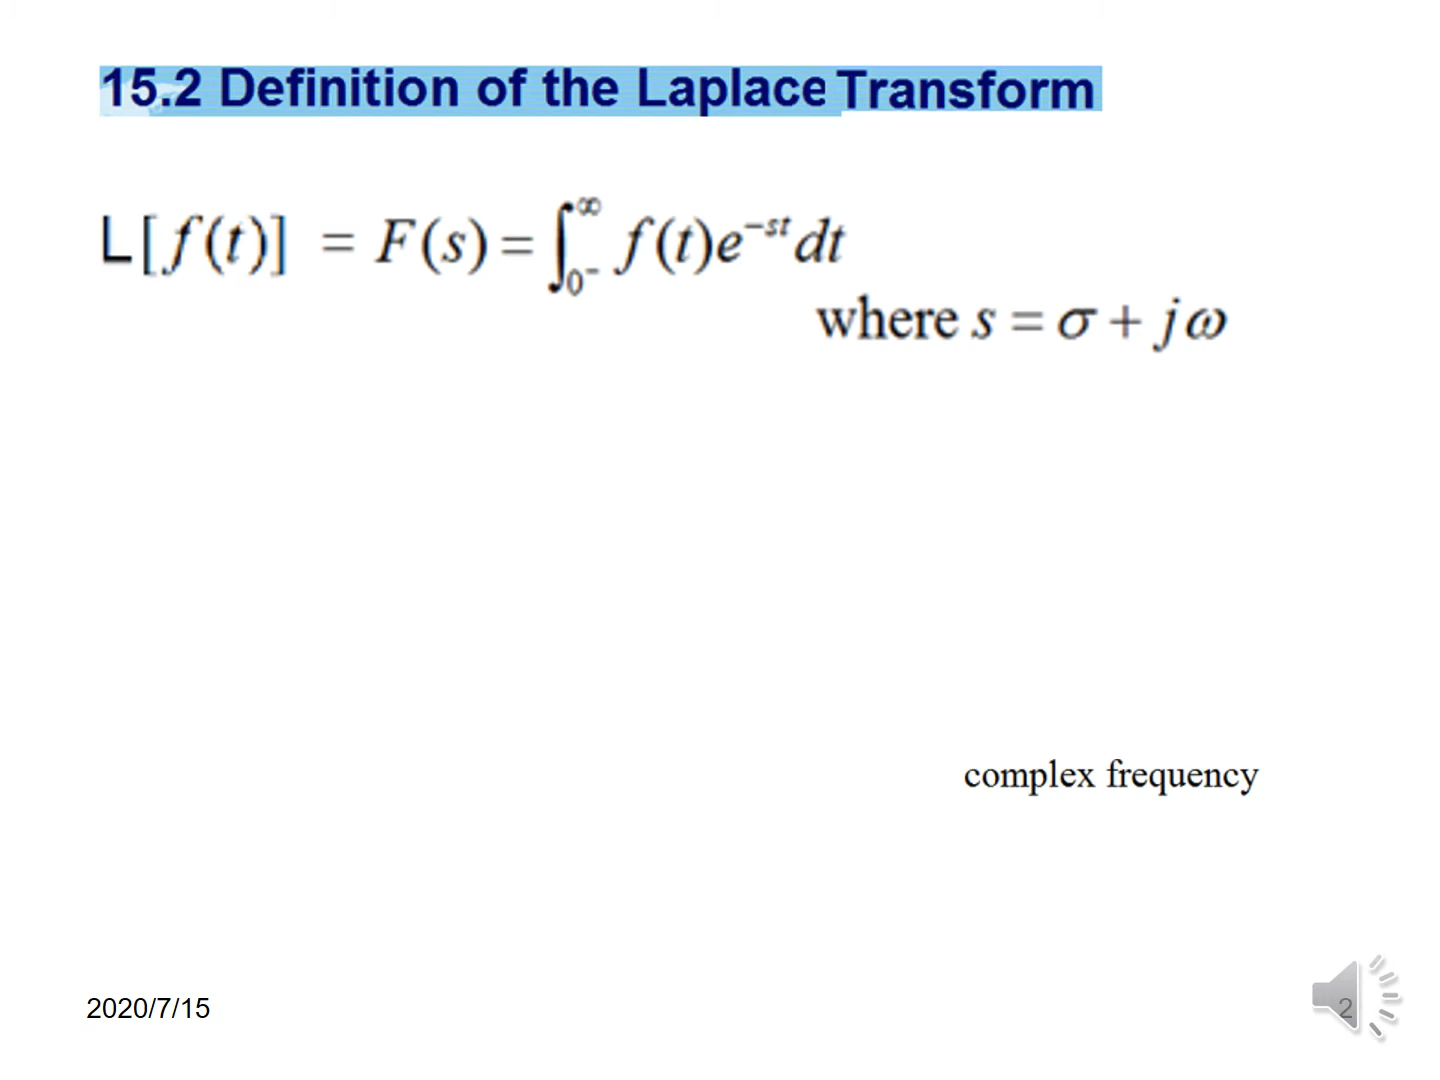 15.2 Definition of the Laplace Transform
L[f(t)] = F(s) = ∫₀₋^∞ f(t)e^{-st} dt
where s = σ + jω
complex frequency
2020/7/15
2